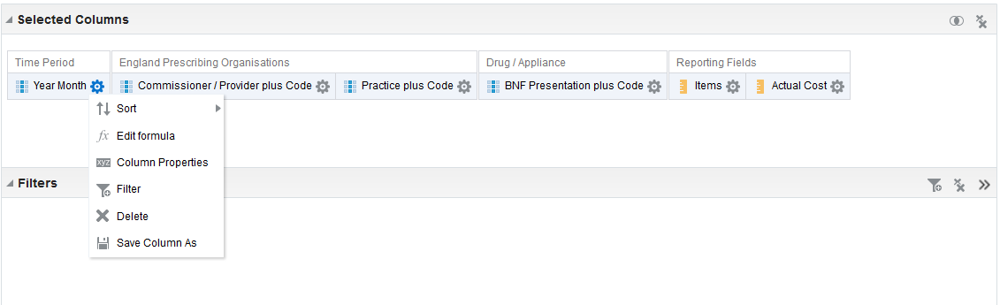 Selected Columns
Time Period England Prescribing Organisations Drug / Appliance Reporting Fields
Year Month Commissioner / Provider plus Code Practice plus Code BNF Presentation plus Code Items Actual Cost
Sort
fx Edit formula
xyz Column Properties
Filter
Delete
Save Column As
Filters